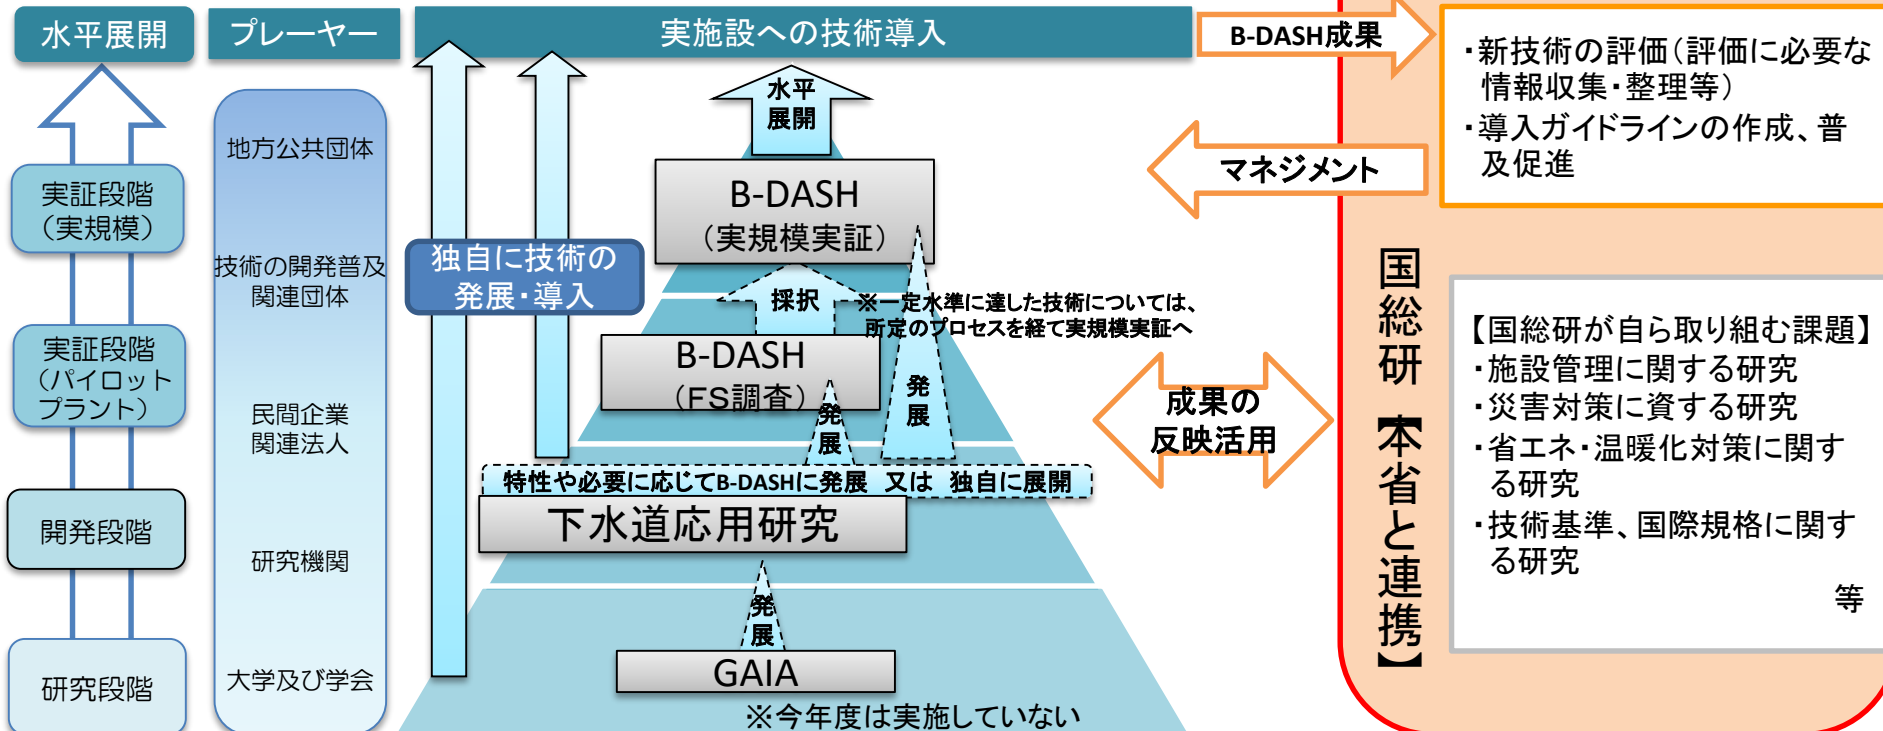 水平展開
実証段階
（実規模）
実証段階
（パイロット
プラント）
開発段階
研究段階
プレーヤー
地方公共団体
技術の開発普及
関連団体
民間企業
関連法人
研究機関
大学及び学会
実施設への技術導入
水平
展開
B-DASH
（実規模実証）
独自に技術の
発展・導入
採択
※一定水準に達した技術については、
所定のプロセスを経て実規模実証へ
B-DASH
（FS調査）
発展
発展
特性や必要に応じてB-DASHに発展　又は　独自に展開
下水道応用研究
発展
GAIA
※今年度は実施していない
B-DASH成果
マネジメント
成果の
反映活用
国総研【本省と連携】
・新技術の評価（評価に必要な
情報収集・整理等）
・導入ガイドラインの作成、普
及促進
【国総研が自ら取り組む課題】
・施設管理に関する研究
・災害対策に資する研究
・省エネ・温暖化対策に関す
る研究
・技術基準、国際規格に関す
る研究
等